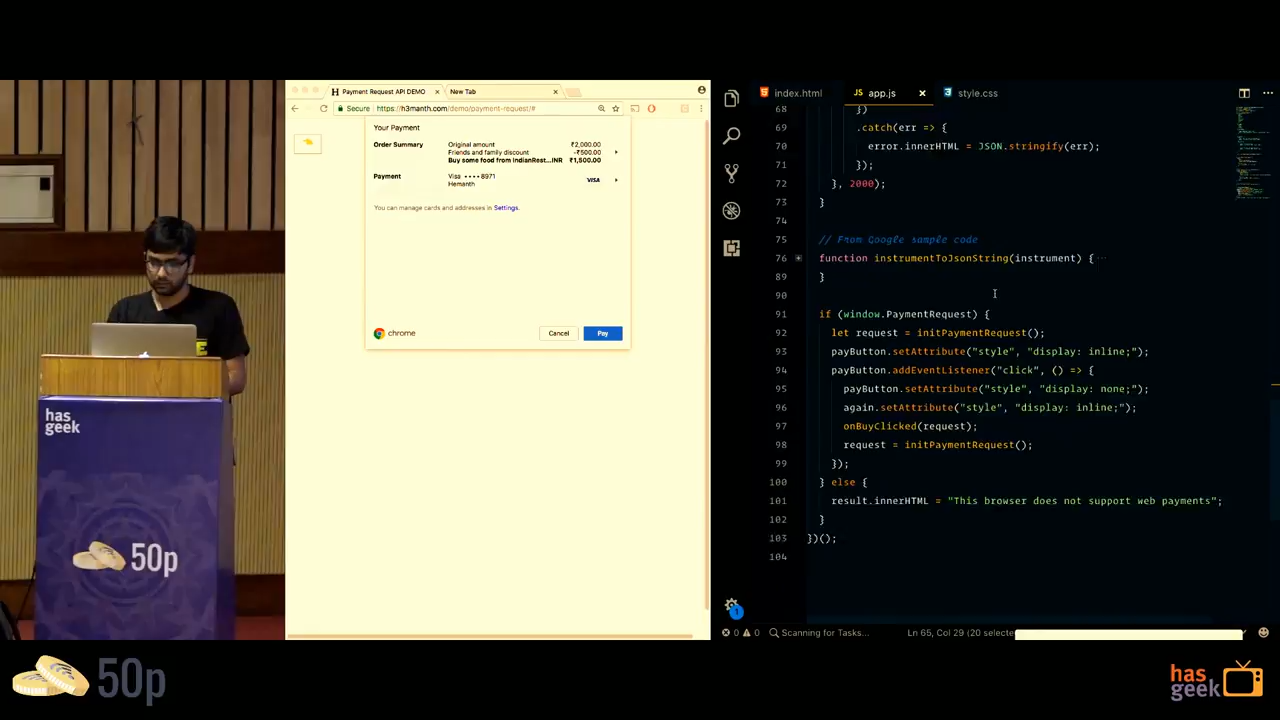 has
geek
50p
Payment Request API DEMO
New Tab
Secure
https://h3manth.com/demo/payment-request/#
Your Payment
Order Summary
Original amount ₹2,000.00
Friends and family discount -₹500.00
Buy some food from IndianRest...INR ₹1,500.00
Payment
Visa •••• 8971
Hemanth
VISA
You can manage cards and addresses in Settings.
chrome
Cancel
Pay
index.html
JS app.js
style.css
68 })
69 .catch(err => {
70 error.innerHTML = JSON.stringify(err);
71 });
72 }, 2000);
73 }
74
75 // From Google sample code
76 function instrumentToJsonString(instrument) {
89 }
90
91 if (window.PaymentRequest) {
92 let request = initPaymentRequest();
93 payButton.setAttribute("style", "display: inline;");
94 payButton.addEventListener("click", () => {
95 payButton.setAttribute("style", "display: none;");
96 again.setAttribute("style", "display: inline;");
97 onBuyClicked(request);
98 request = initPaymentRequest();
99 });
100 } else {
101 result.innerHTML = "This browser does not support web payments";
102 }
103 })();
104
1
0 0 Scanning for Tasks... Ln 65, Col 29 (20 selecte
50p
has
geek